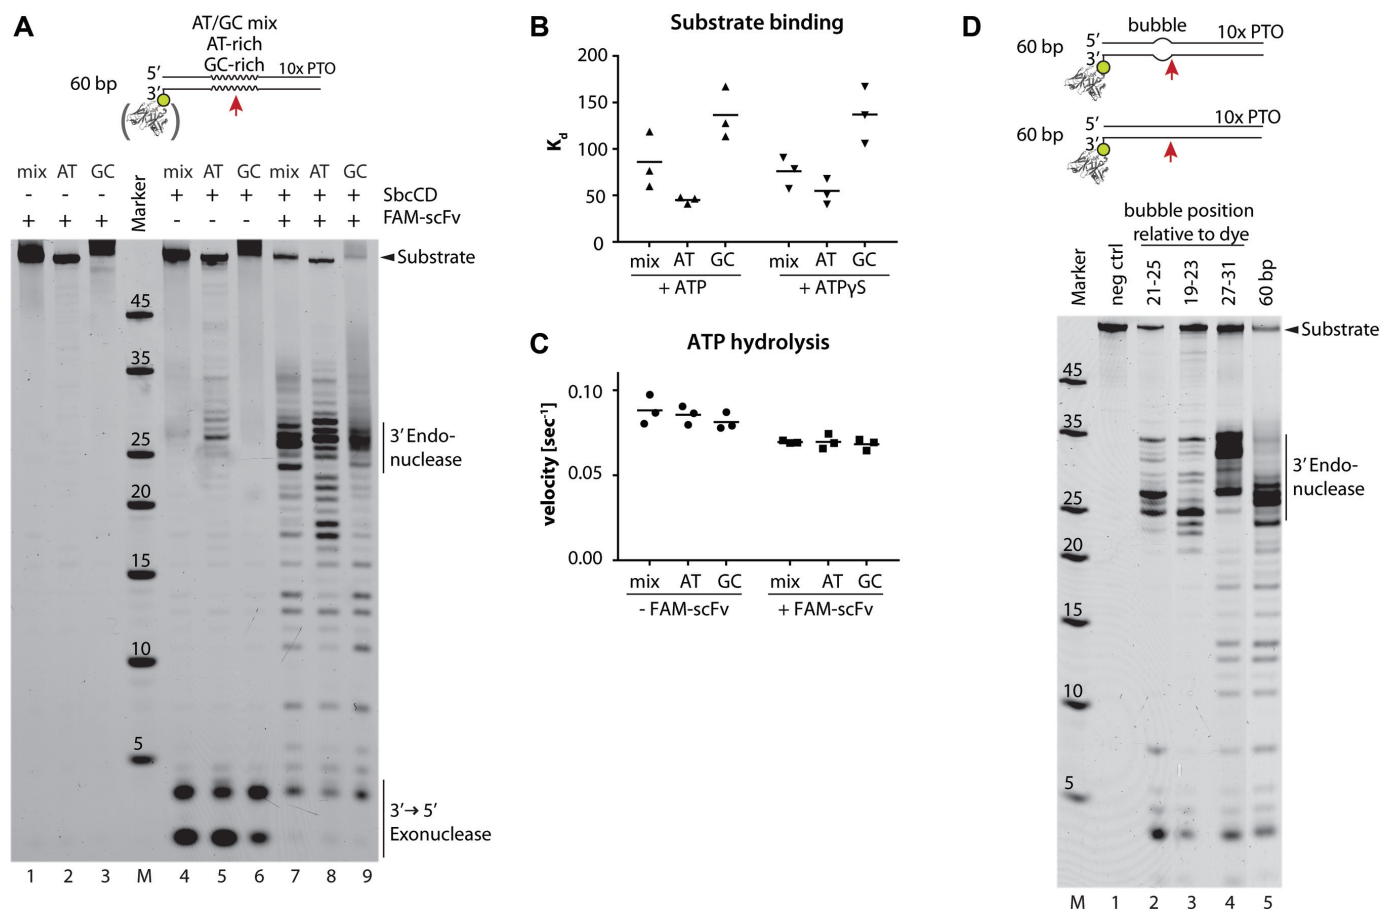 A
AT/GC mix
AT-rich
GC-rich
10x PTO
60 bp
5′
3′
mix AT GC Marker mix AT GC mix AT GC
- - - + + + + + + SbcCD
+ + + - - - + + + FAM-scFv
Substrate
45
35
25
20
15
10
5
3′ Endo-
nuclease
3′→ 5′
Exonuclease
1 2 3 M 4 5 6 7 8 9
B
Substrate binding
Kd
200
150
100
50
0
mix AT GC mix AT GC
+ ATP + ATPγS
C
ATP hydrolysis
velocity [sec⁻¹]
0.10
0.05
0.00
mix AT GC mix AT GC
- FAM-scFv + FAM-scFv
D
bubble
10x PTO
60 bp
5′
3′
10x PTO
60 bp
5′
3′
bubble position
relative to dye
Marker neg ctrl 21-25 19-23 27-31 60 bp
Substrate
45
35
25
20
15
10
5
3′ Endo-
nuclease
M 1 2 3 4 5